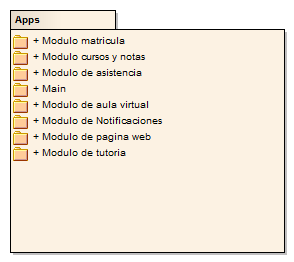 Apps
+ Modulo matricula
+ Modulo cursos y notas
+ Modulo de asistencia
+ Main
+ Modulo de aula virtual
+ Modulo de Notificaciones
+ Modulo de pagina web
+ Modulo de tutoria